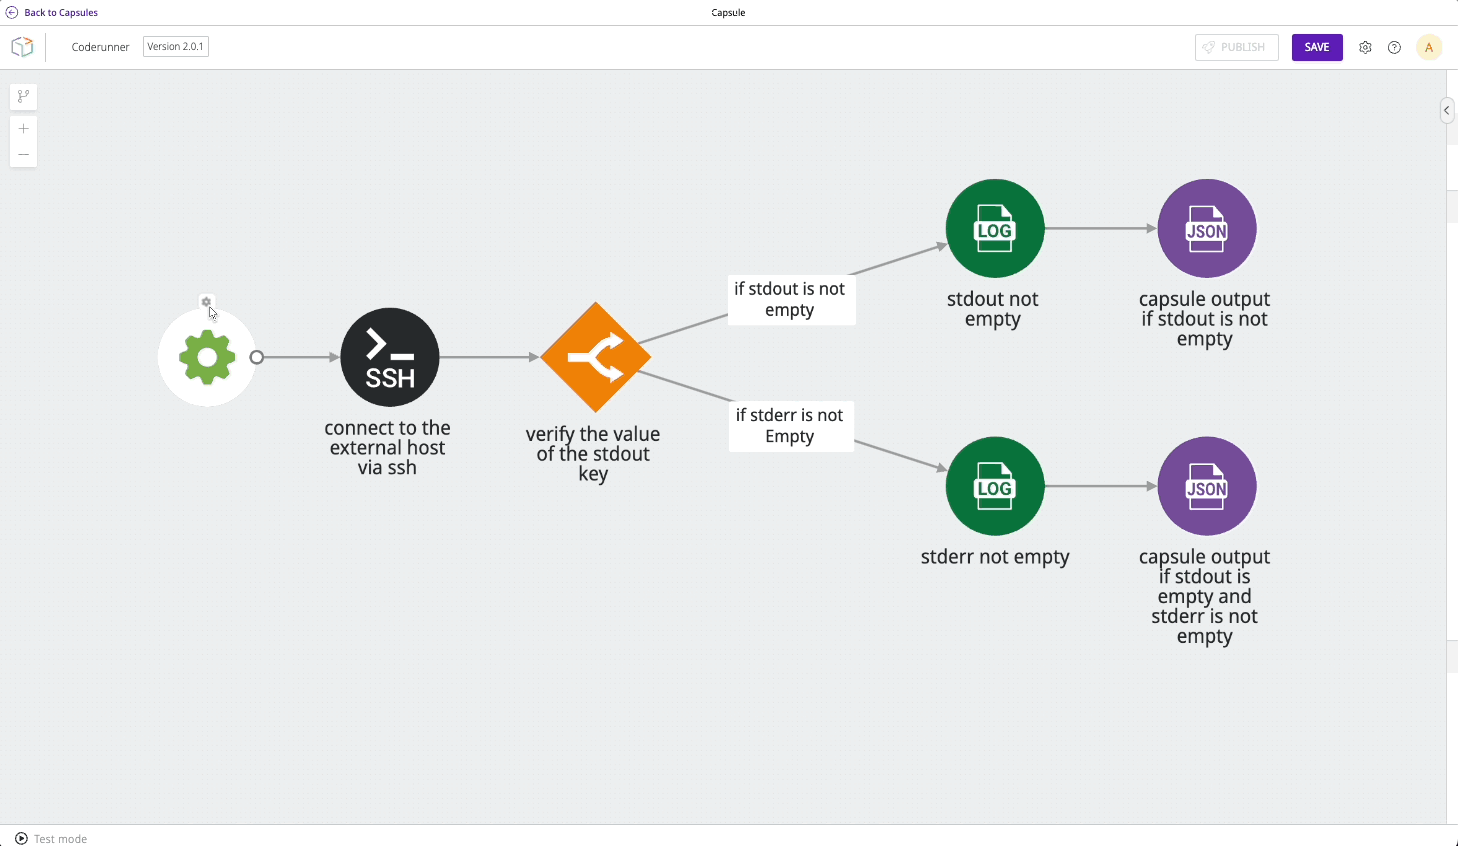 Back to Capsules
Capsule
Coderunner
Version 2.0.1
PUBLISH
SAVE
A
LOG
JSON
if stdout is not
empty
stdout not
empty
capsule output
if stdout is not
empty
SSH
connect to the
external host
via ssh
verify the value
of the stdout
key
if stderr is not
Empty
LOG
JSON
stderr not empty
capsule output
if stdout is
empty and
stderr is not
empty
Test mode